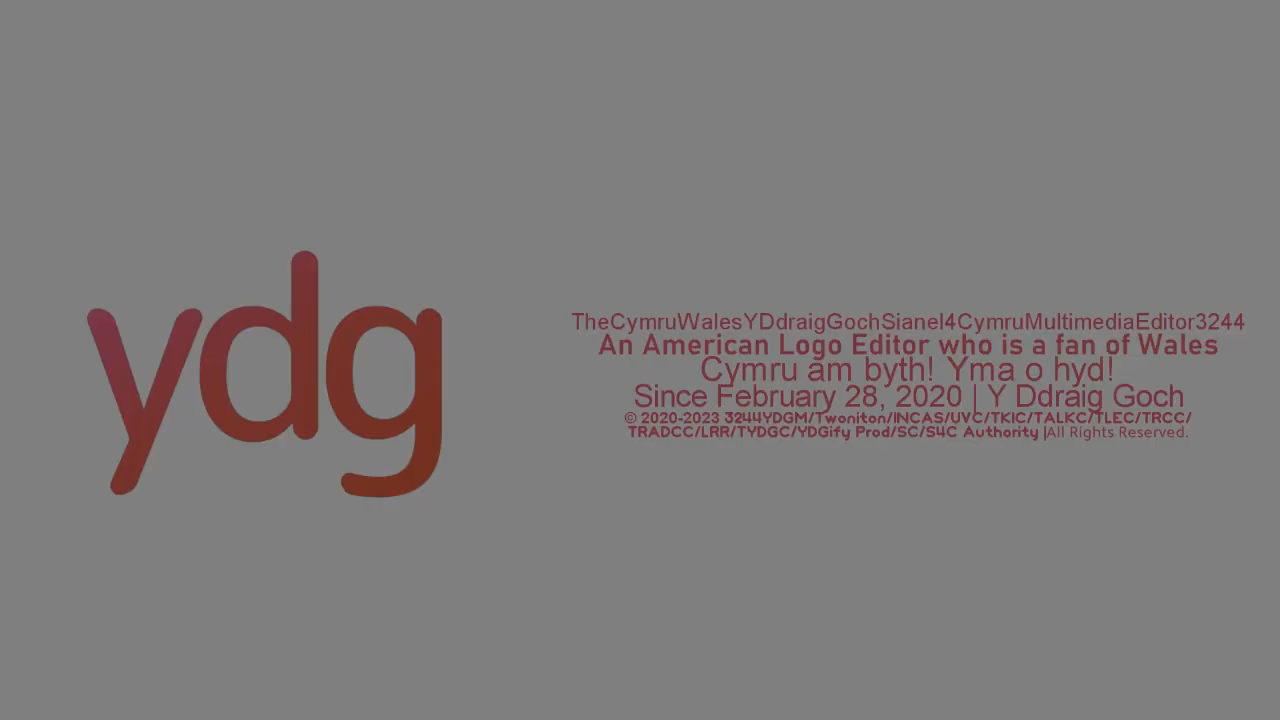 ydg
TheCymruWalesYDdraigGochSianel4CymruMultimediaEditor3244
An American Logo Editor who is a fan of Wales
Cymru am byth! Yma o hyd!
Since February 28, 2020 | Y Ddraig Goch
© 2020-2023 3244YDGM/Twoniton/INCAS/UVC/TKIC/TALKC/TLEC/TRCC/
TRADCC/LRR/TYDGC/YDGify Prod/SC/S4C Authority |All Rights Reserved.